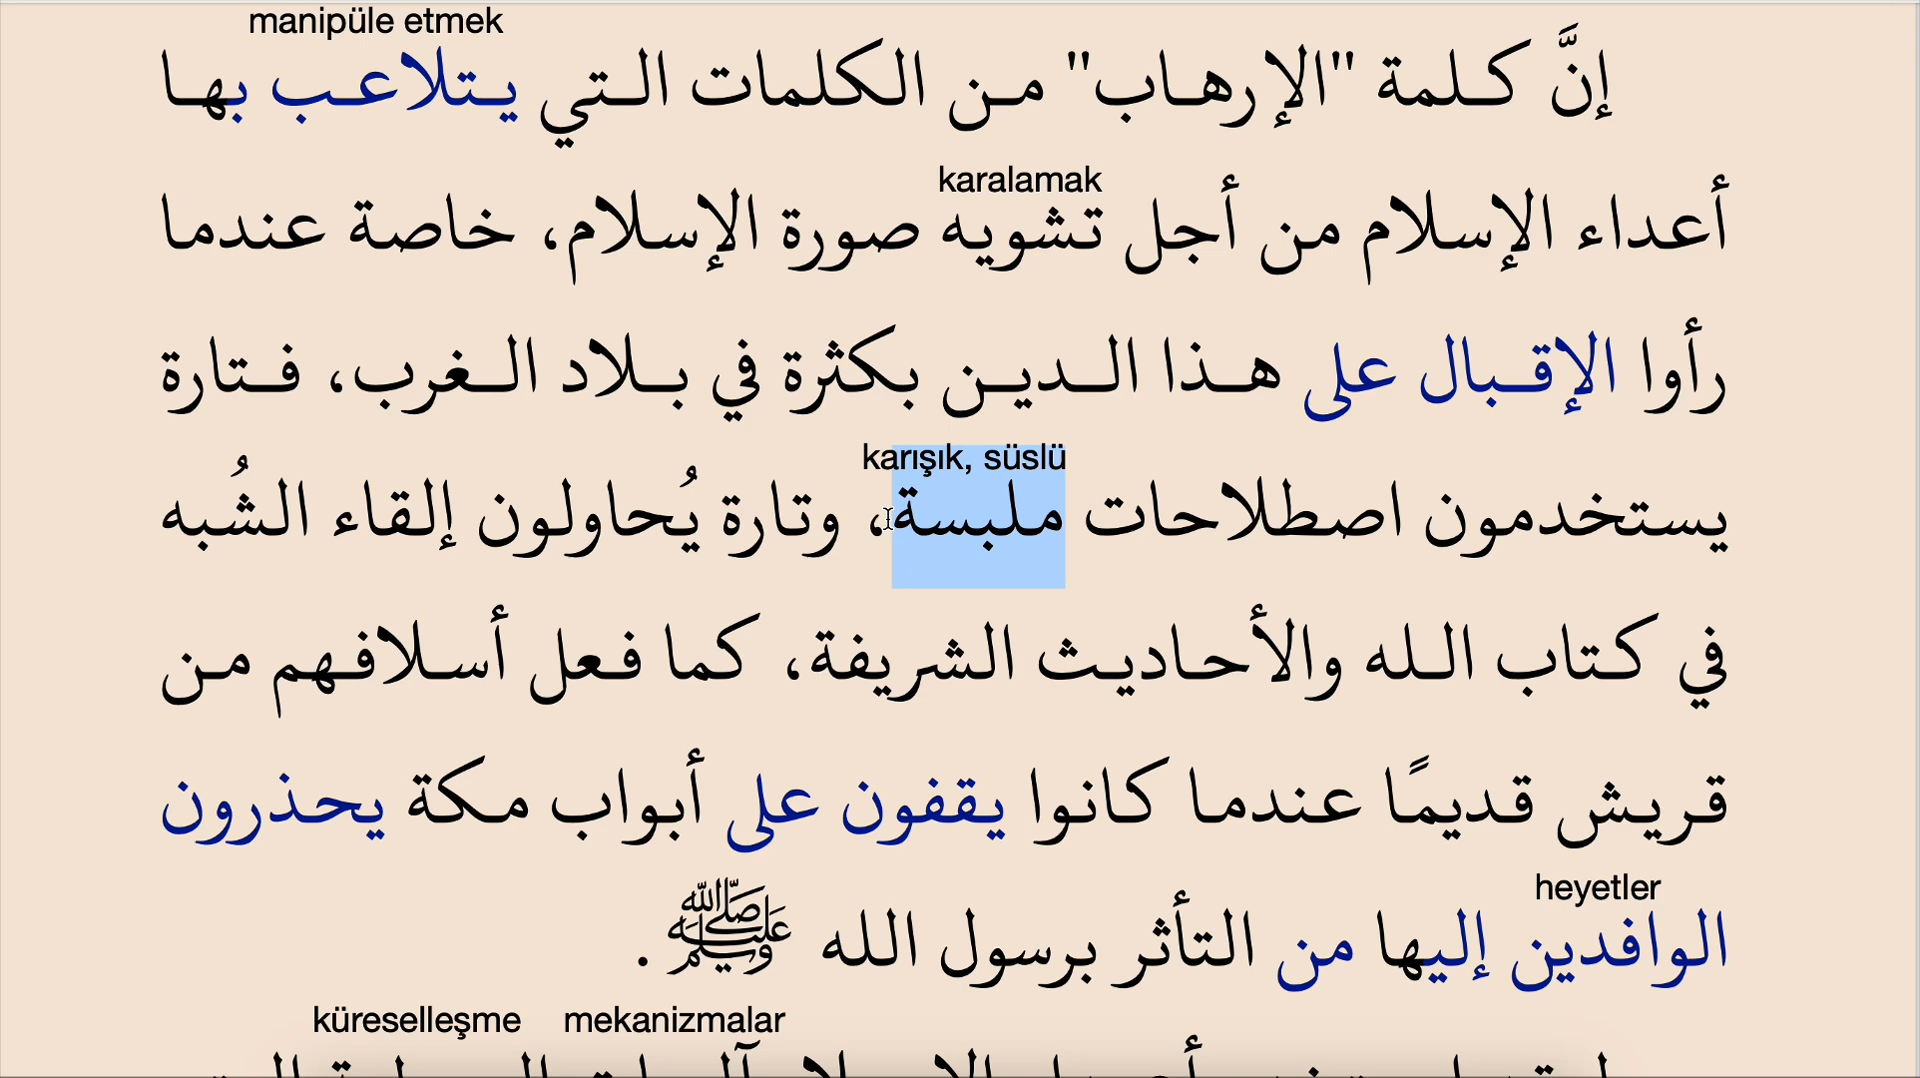 manipüle etmek
إنَّ كلمة "الإرهاب" من الكلمات التي يتلاعب بها
karalamak
أعداء الإسلام من أجل تشويه صورة الإسلام، خاصة عندما
رأوا الإقبال على هذا الدين بكثرة في بلاد الغرب، فتارة
karışık, süslü
يستخدمون اصطلاحات ملبسة، وتارة يُحاولون إلقاء الشُبه
في كتاب الله والأحاديث الشريفة، كما فعل أسلافهم من
قريش قديمًا عندما كانوا يقفون على أبواب مكة يحذرون
heyetler
الوافدين إليها من التأثر برسول الله ﷺ.
küreselleşme mekanizmalar